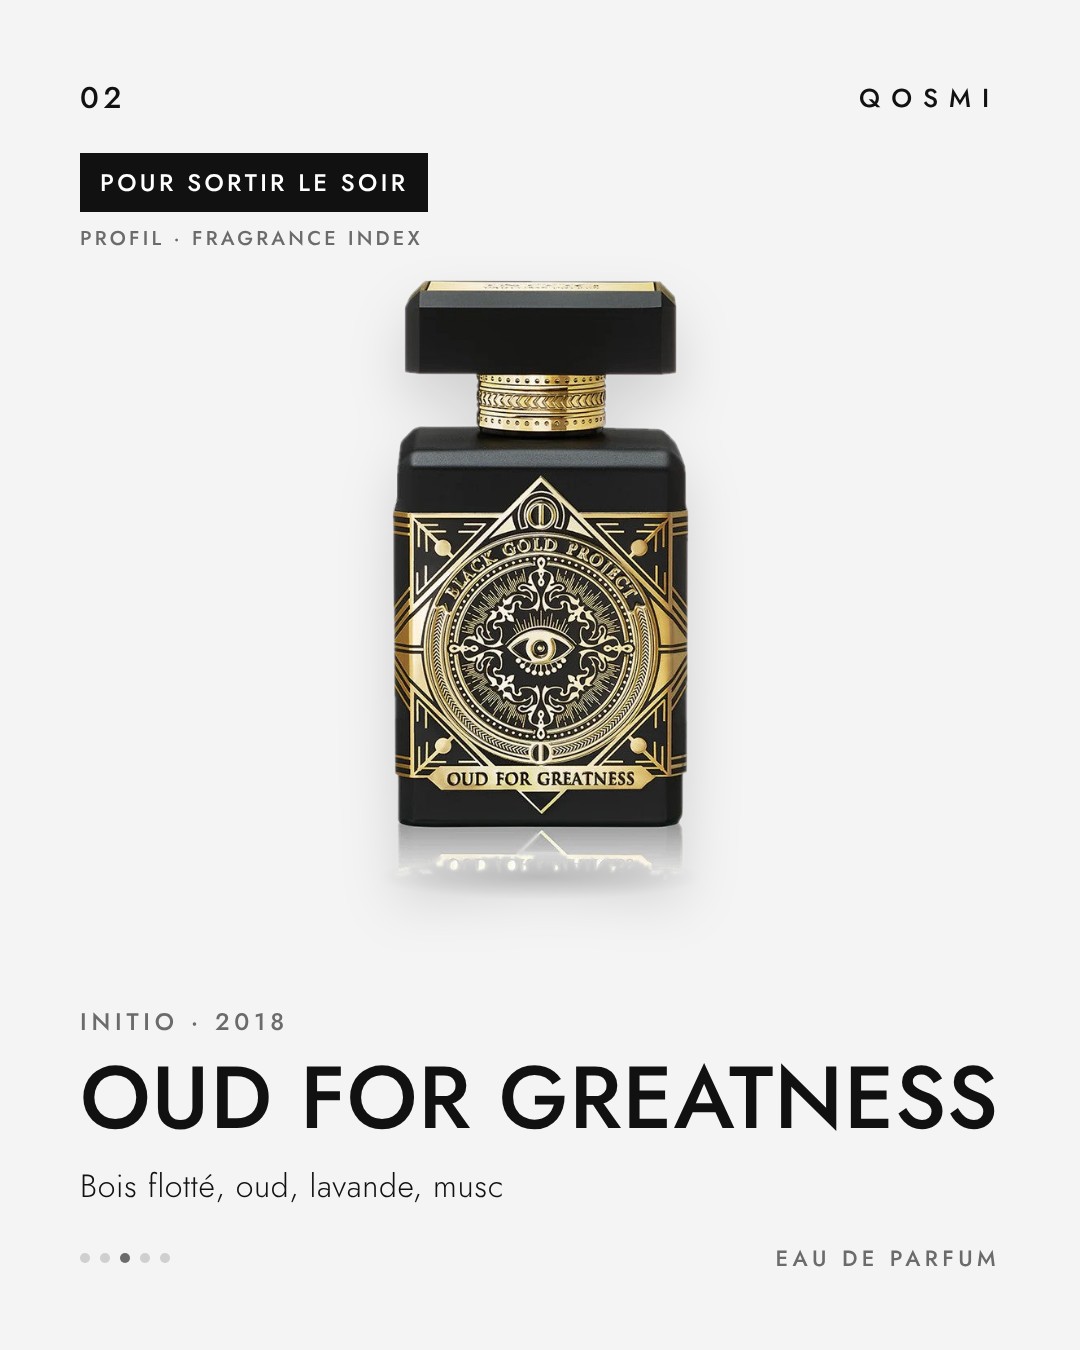 02
QOSMI
POUR SORTIR LE SOIR
PROFIL · FRAGRANCE INDEX
BLACK GOLD PROJECT
OUD FOR GREATNESS
INITIO · 2018
OUD FOR GREATNESS
Bois flotté, oud, lavande, musc
EAU DE PARFUM